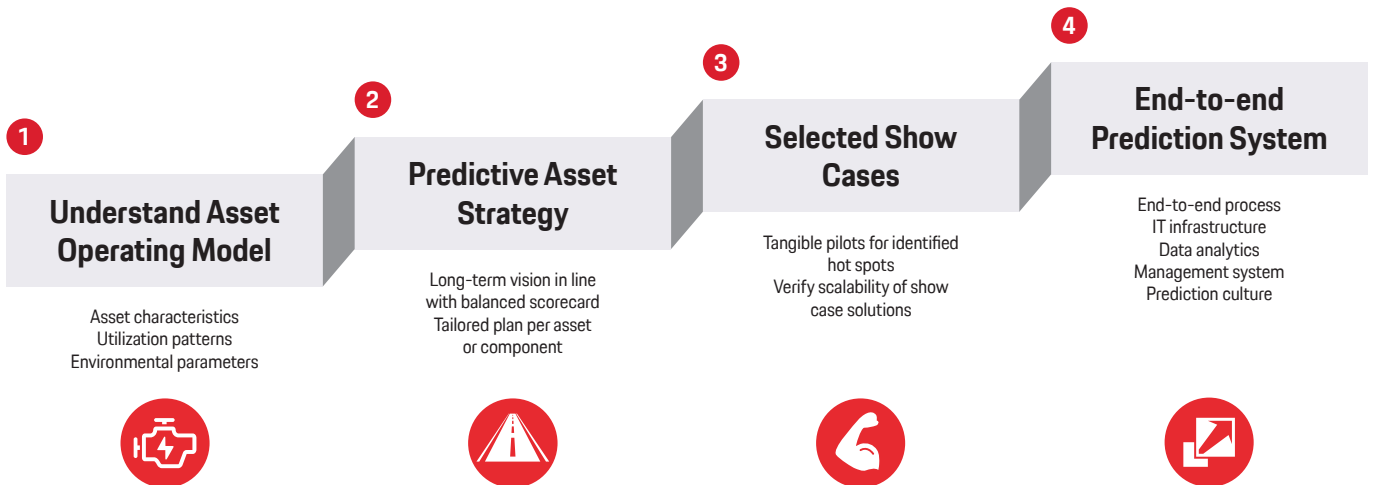 1
Understand Asset
Operating Model
Asset characteristics
Utilization patterns
Environmental parameters
2
Predictive Asset
Strategy
Long-term vision in line
with balanced scorecard
Tailored plan per asset
or component
3
Selected Show
Cases
Tangible pilots for identified
hot spots
Verify scalability of show
case solutions
4
End-to-end
Prediction System
End-to-end process
IT infrastructure
Data analytics
Management system
Prediction culture